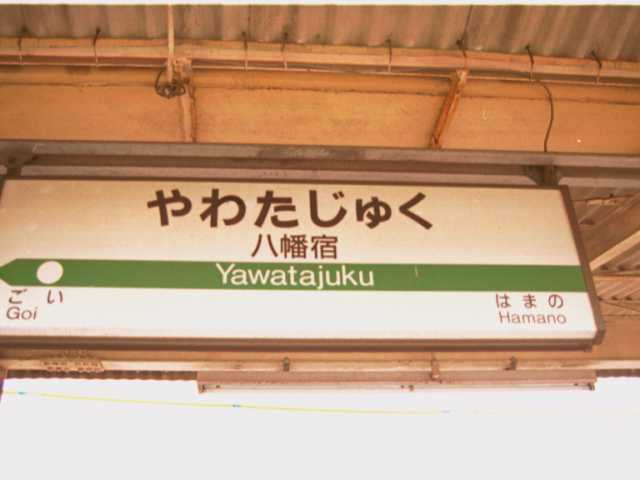 やわたじゅく
八幡宿
Yawatajuku
ごい
Goi
はまの
Hamano